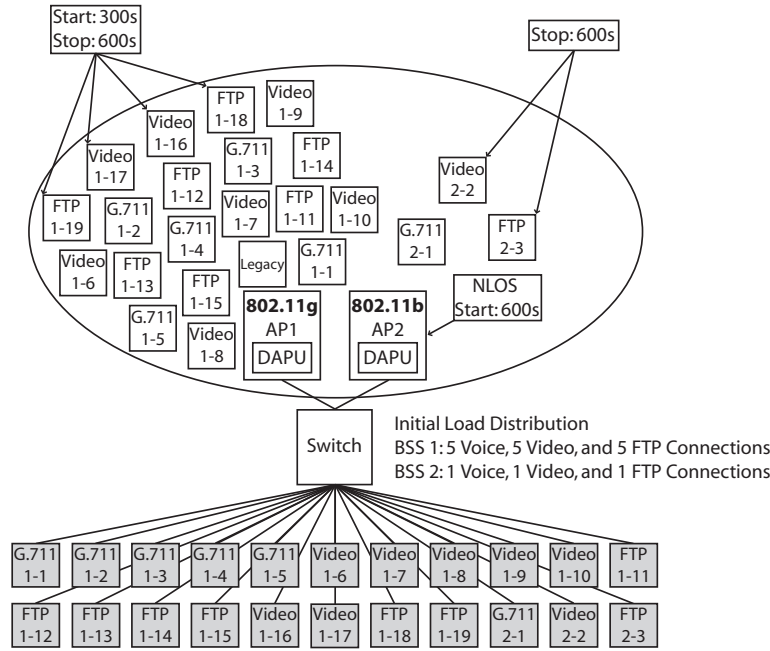 Start: 300s
Stop: 600s
Stop: 600s
FTP
1-18
Video
1-9
Video
1-16
G.711
1-3
FTP
1-14
Video
1-17
Video
2-2
FTP
1-12
FTP
1-19
G.711
1-2
Video
1-7
FTP
1-11
Video
1-10
G.711
1-4
G.711
2-1
FTP
2-3
Video
1-6
FTP
1-13
Legacy
G.711
1-1
FTP
1-15
NLOS
Start: 600s
G.711
1-5
Video
1-8
802.11g
AP1
DAPU
802.11b
AP2
DAPU
Switch
Initial Load Distribution
BSS 1: 5 Voice, 5 Video, and 5 FTP Connections
BSS 2: 1 Voice, 1 Video, and 1 FTP Connections
G.711
1-1
G.711
1-2
G.711
1-3
G.711
1-4
G.711
1-5
Video
1-6
Video
1-7
Video
1-8
Video
1-9
Video
1-10
FTP
1-11
FTP
1-12
FTP
1-13
FTP
1-14
FTP
1-15
Video
1-16
Video
1-17
FTP
1-18
FTP
1-19
G.711
2-1
Video
2-2
FTP
2-3